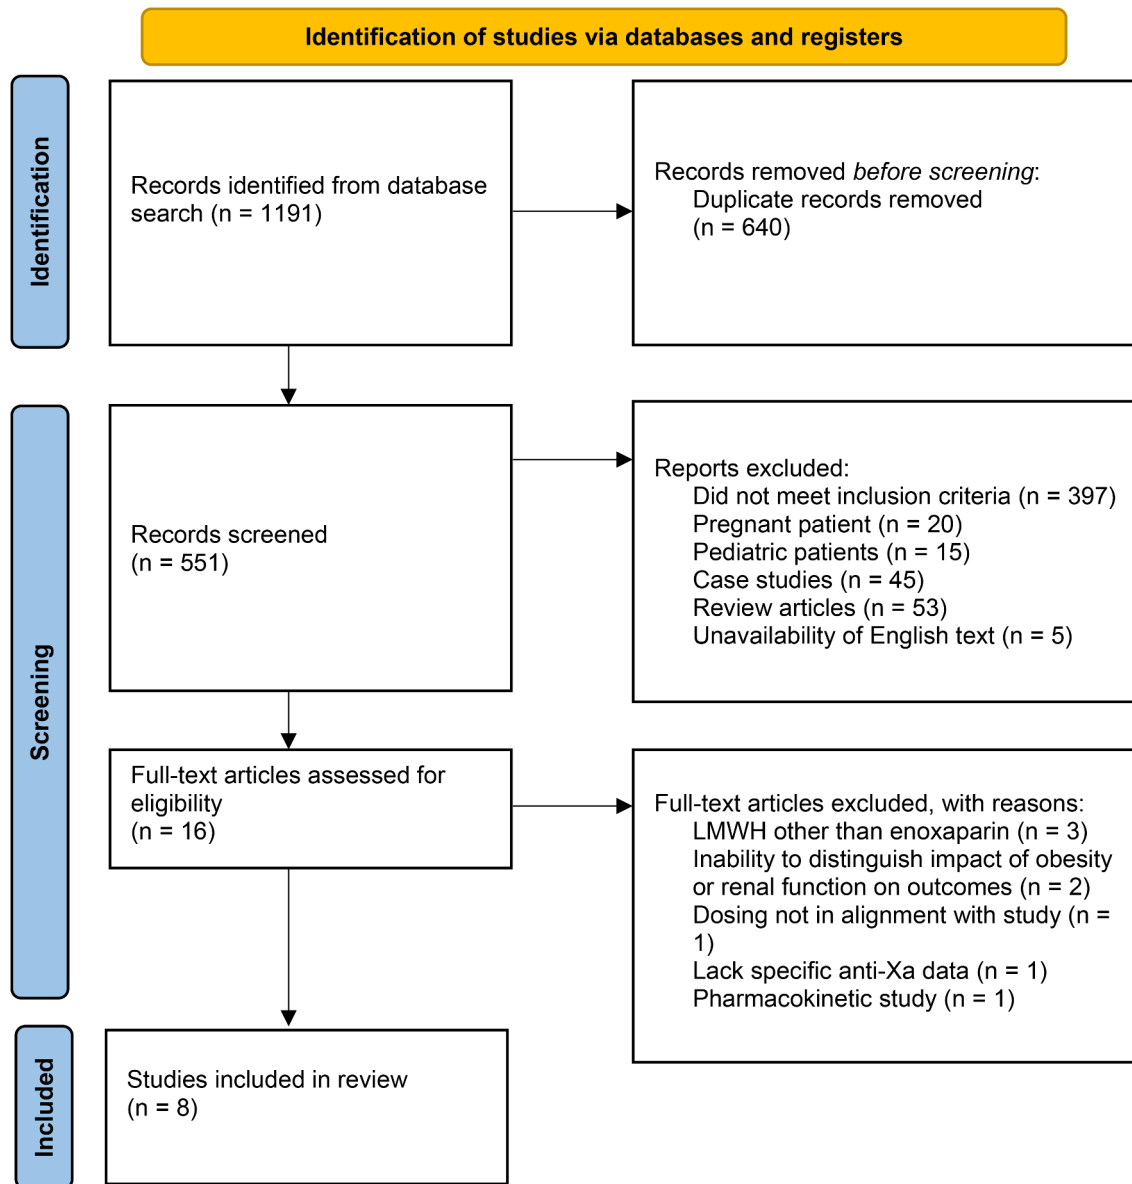 Identification of studies via databases and registers
Identification
Records identified from database
search (n = 1191)
Records removed before screening:
Duplicate records removed
(n = 640)
Screening
Records screened
(n = 551)
Reports excluded:
Did not meet inclusion criteria (n = 397)
Pregnant patient (n = 20)
Pediatric patients (n = 15)
Case studies (n = 45)
Review articles (n = 53)
Unavailability of English text (n = 5)
Full-text articles assessed for
eligibility
(n = 16)
Full-text articles excluded, with reasons:
LMWH other than enoxaparin (n = 3)
Inability to distinguish impact of obesity
or renal function on outcomes (n = 2)
Dosing not in alignment with study (n =
1)
Lack specific anti-Xa data (n = 1)
Pharmacokinetic study (n = 1)
Included
Studies included in review
(n = 8)